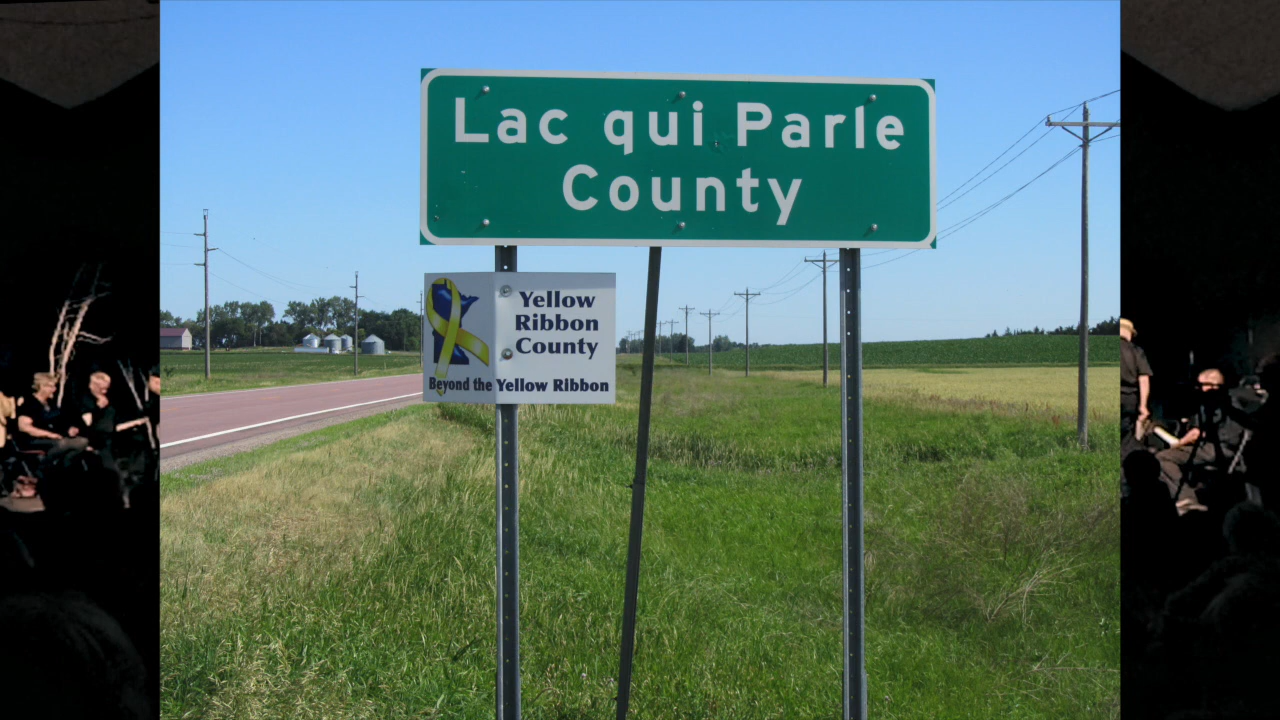 Lac qui Parle
County
Yellow
Ribbon
County
Beyond the Yellow Ribbon